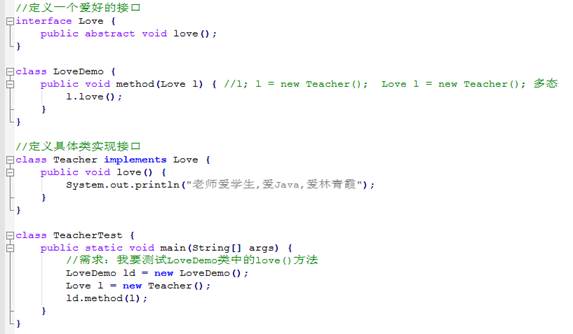 //定义一个爱好的接口
interface Love {
public abstract void love();
}
class LoveDemo {
public void method(Love l) { //l; l = new Teacher();  Love l = new Teacher(); 多态
l.love();
}
}
//定义具体类实现接口
class Teacher implements Love {
public void love() {
System.out.println("老师爱学生,爱Java,爱林青霞");
}
}
class TeacherTest {
public static void main(String[] args) {
//需求：我要测试LoveDemo类中的love()方法
LoveDemo ld = new LoveDemo();
Love l = new Teacher();
ld.method(l);
}
}